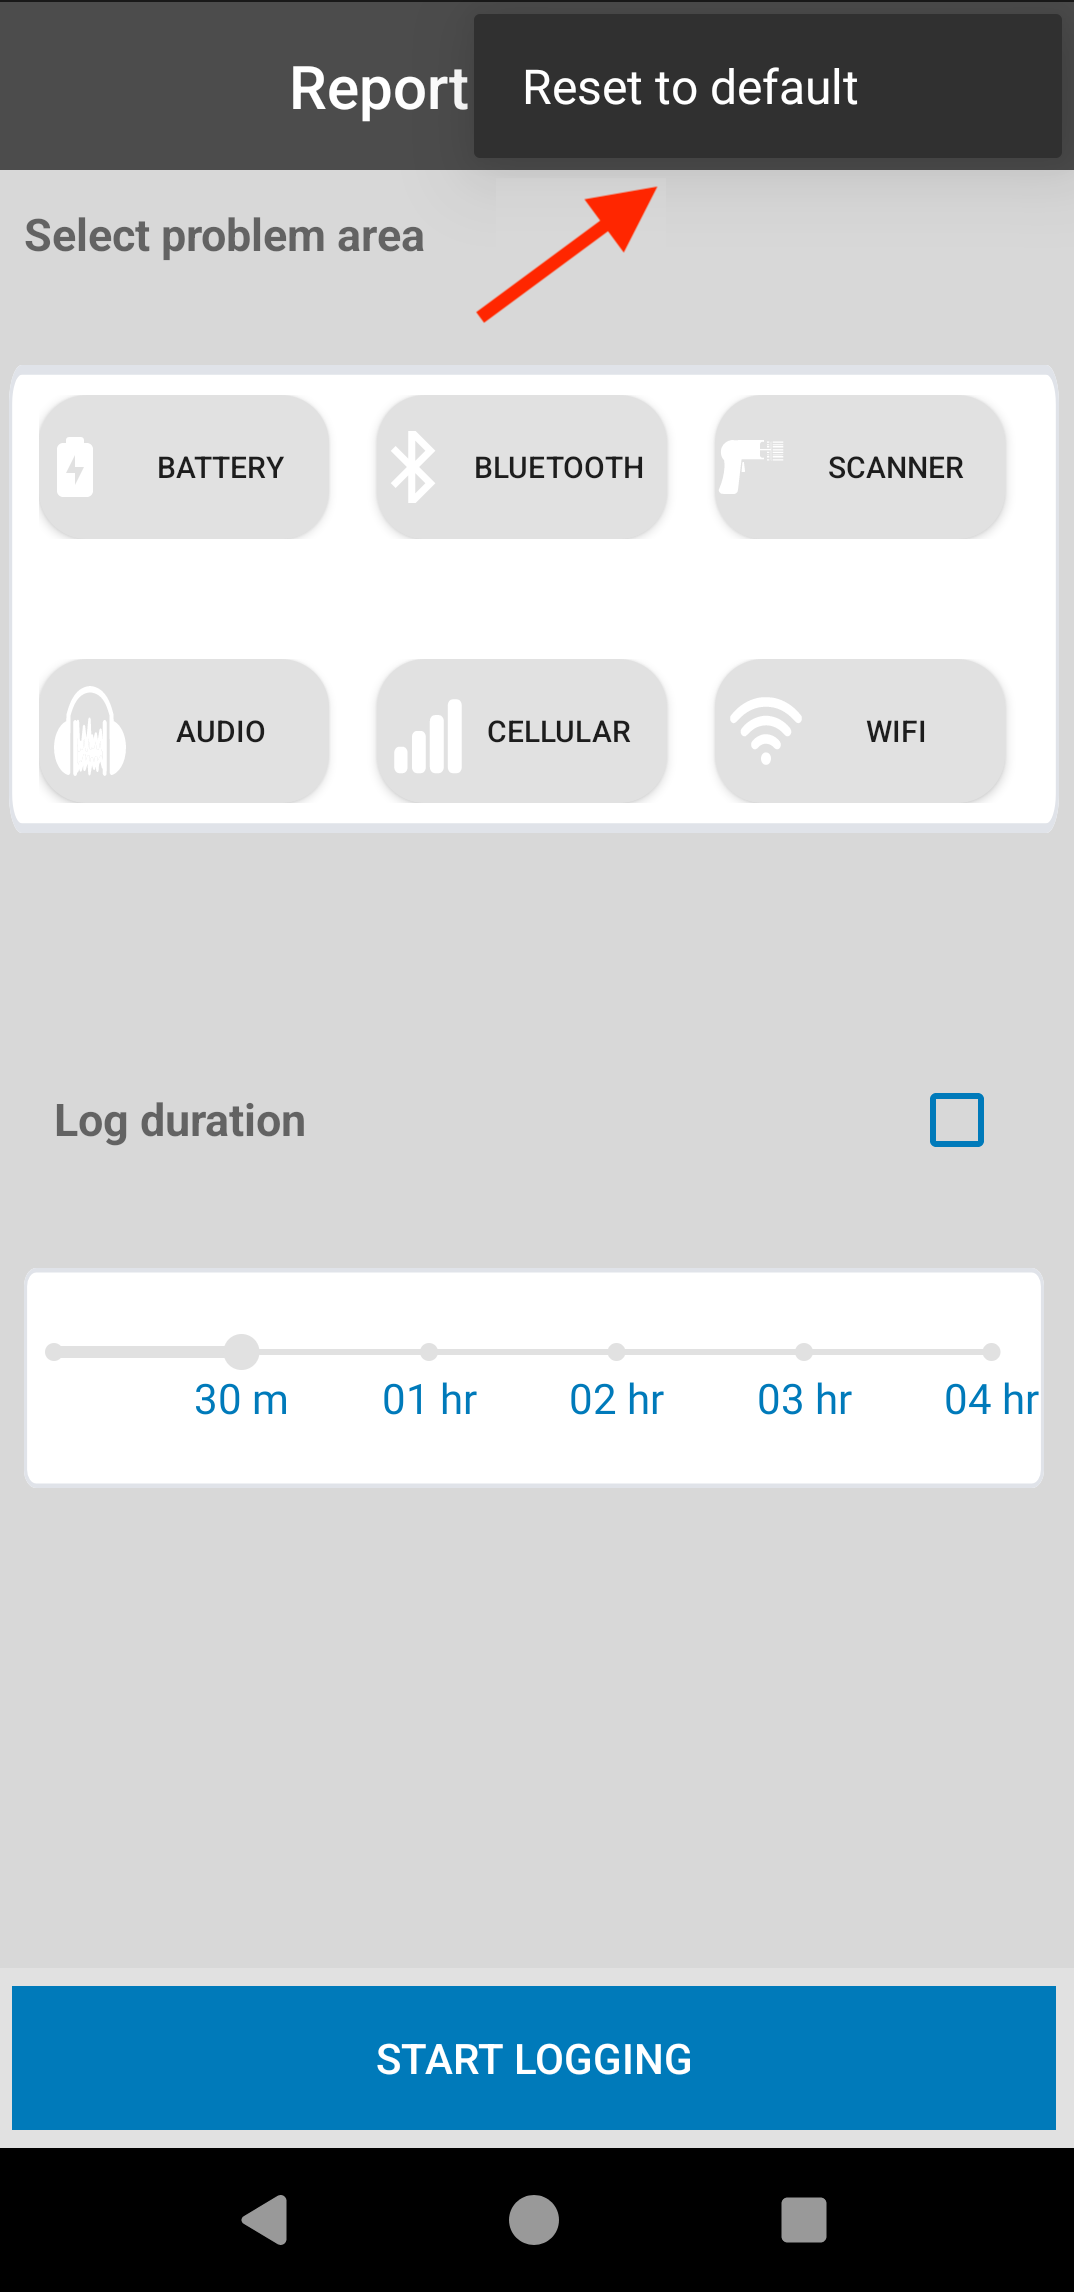 Report
Reset to default
Select problem area
BATTERY
BLUETOOTH
SCANNER
AUDIO
CELLULAR
WIFI
Log duration
30 m
01 hr
02 hr
03 hr
04 hr
START LOGGING